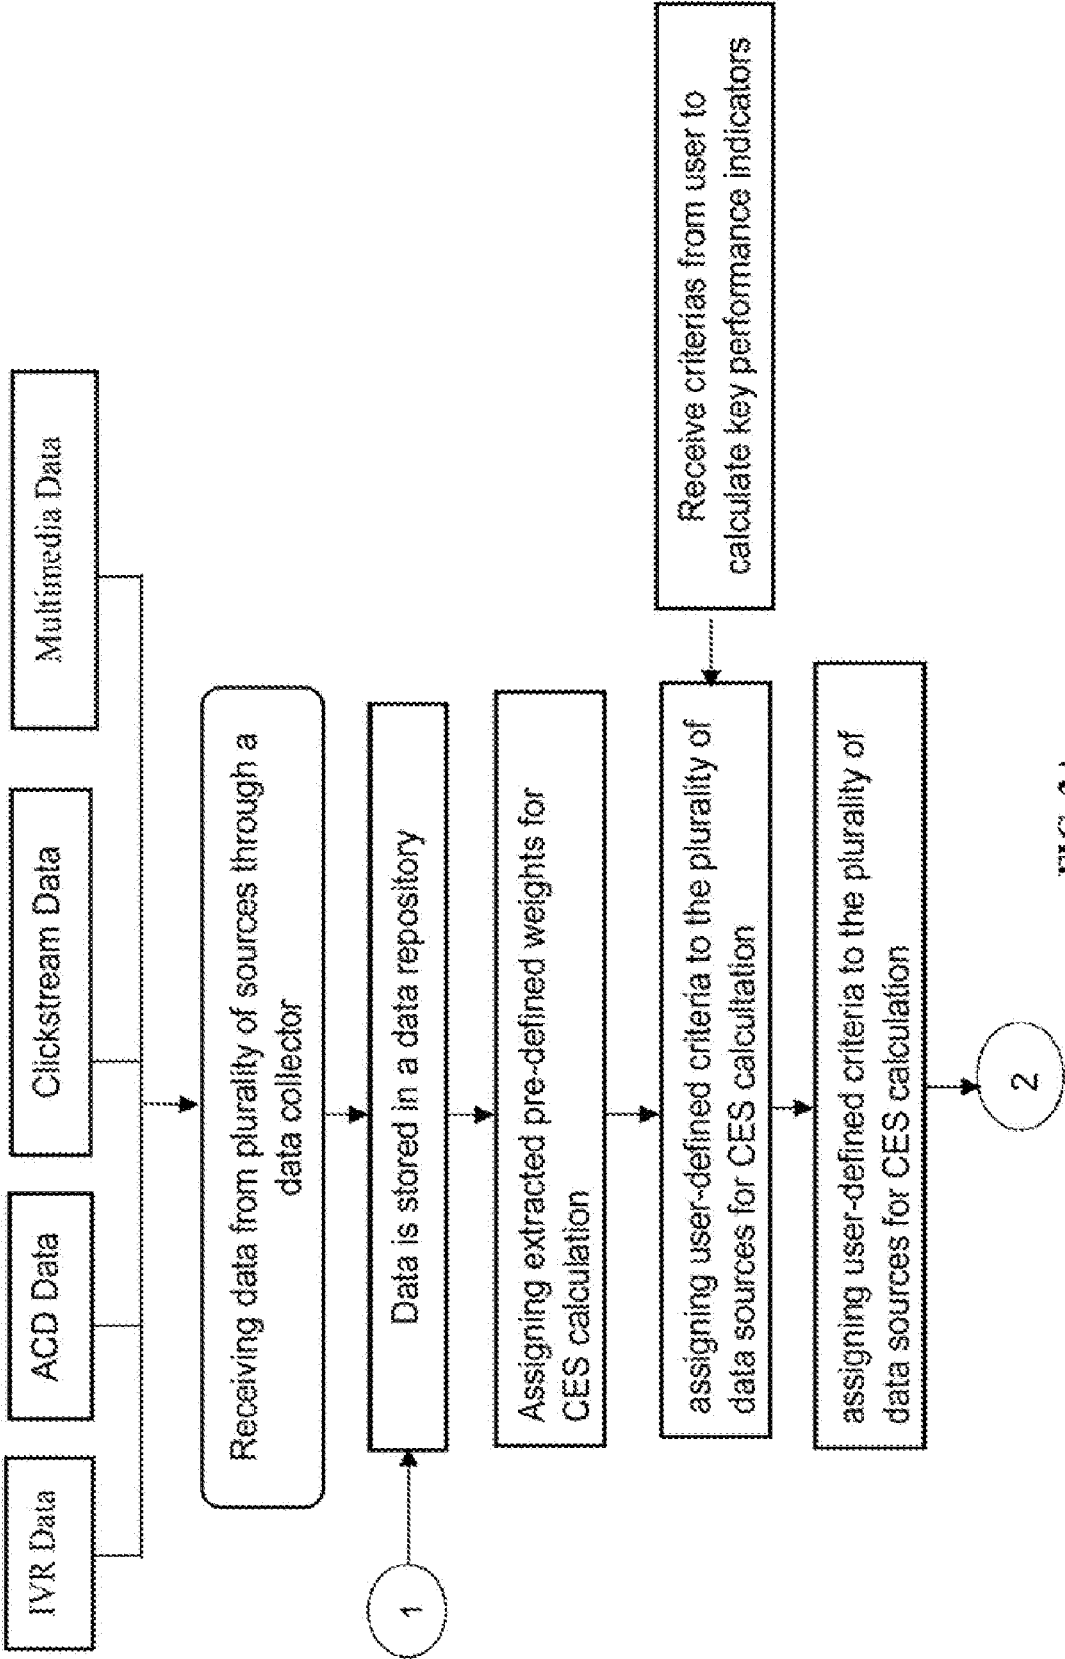 IVR Data
ACD Data
Clickstream Data
Multimedia Data
Receiving data from plurality of sources through a
data collector
1
Data is stored in a data repository
Assigning extracted pre-defined weights for
CES calculation
assigning user-defined criteria to the plurality of
data sources for CES calcultation
Receive criterias from user to
calculate key performance indicators
assigning user-defined criteria to the plurality of
data sources for CES calculation
2